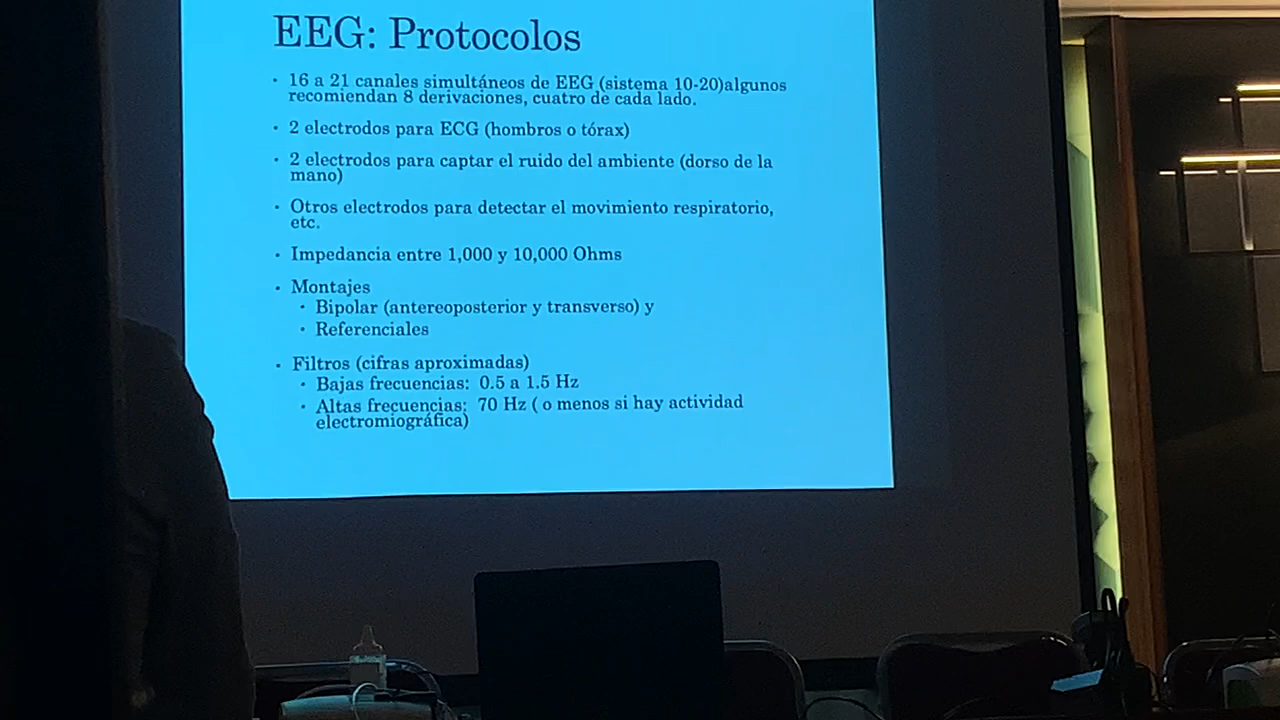 EEG: Protocolos
• 16 a 21 canales simultáneos de EEG (sistema 10-20)algunos
recomiendan 8 derivaciones, cuatro de cada lado.
• 2 electrodos para ECG (hombros o tórax)
• 2 electrodos para captar el ruido del ambiente (dorso de la
mano)
• Otros electrodos para detectar el movimiento respiratorio,
etc.
• Impedancia entre 1,000 y 10,000 Ohms
• Montajes
• Bipolar (antereoposterior y transverso) y
• Referenciales
• Filtros (cifras aproximadas)
• Bajas frecuencias: 0.5 a 1.5 Hz
• Altas frecuencias: 70 Hz ( o menos si hay actividad
electromiográfica)